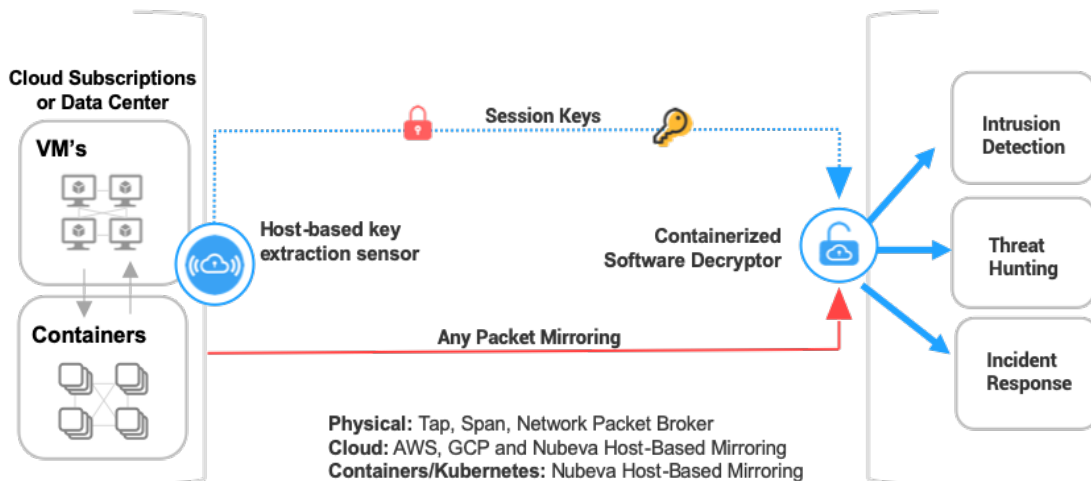 Cloud Subscriptions
or Data Center
VM's
Containers
Host-based key
extraction sensor
Session Keys
Containerized
Software Decryptor
Any Packet Mirroring
Physical: Tap, Span, Network Packet Broker
Cloud: AWS, GCP and Nubeva Host-Based Mirroring
Containers/Kubernetes: Nubeva Host-Based Mirroring
Intrusion
Detection
Threat
Hunting
Incident
Response